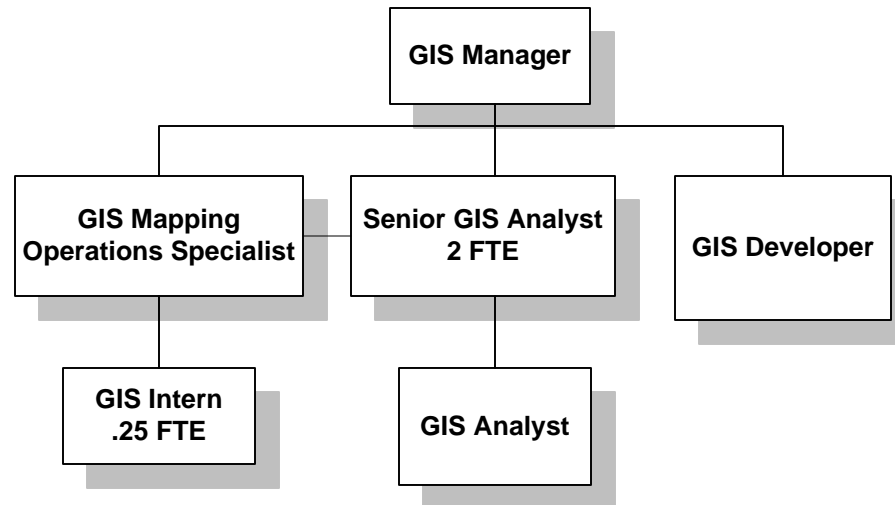 GIS Manager
GIS Mapping
Operations Specialist
Senior GIS Analyst
2 FTE
GIS Developer
GIS Intern
.25 FTE
GIS Analyst